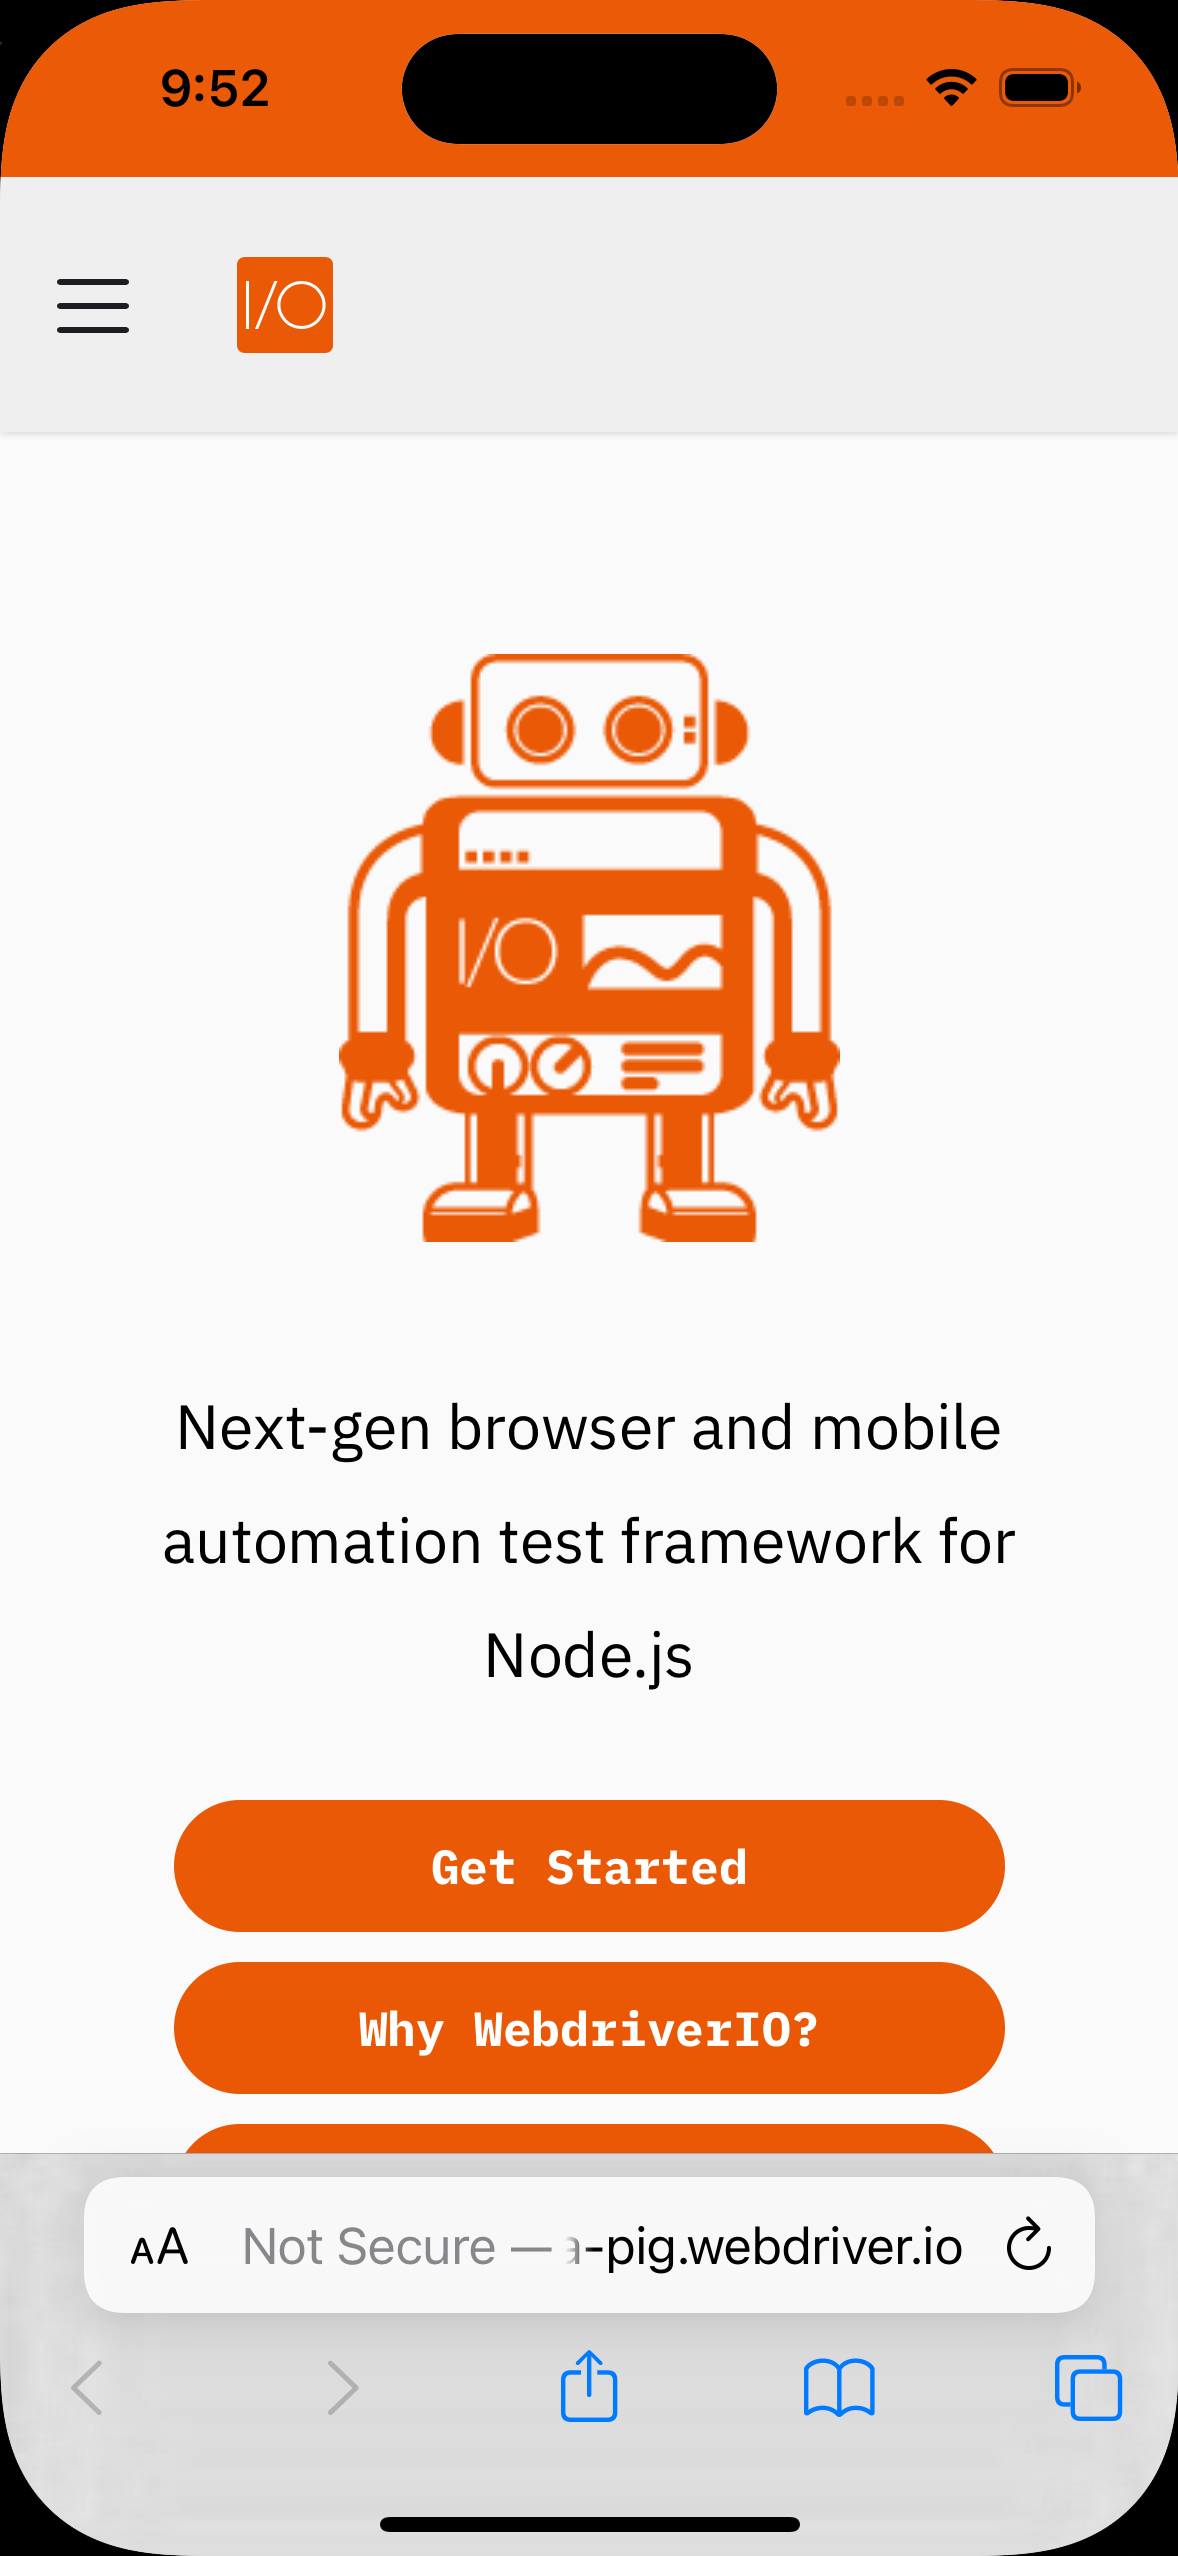 9:52
I/O
I/O
Next-gen browser and mobile
automation test framework for
Node.js
Get Started
Why WebdriverIO?
AA Not Secure — a-pig.webdriver.io